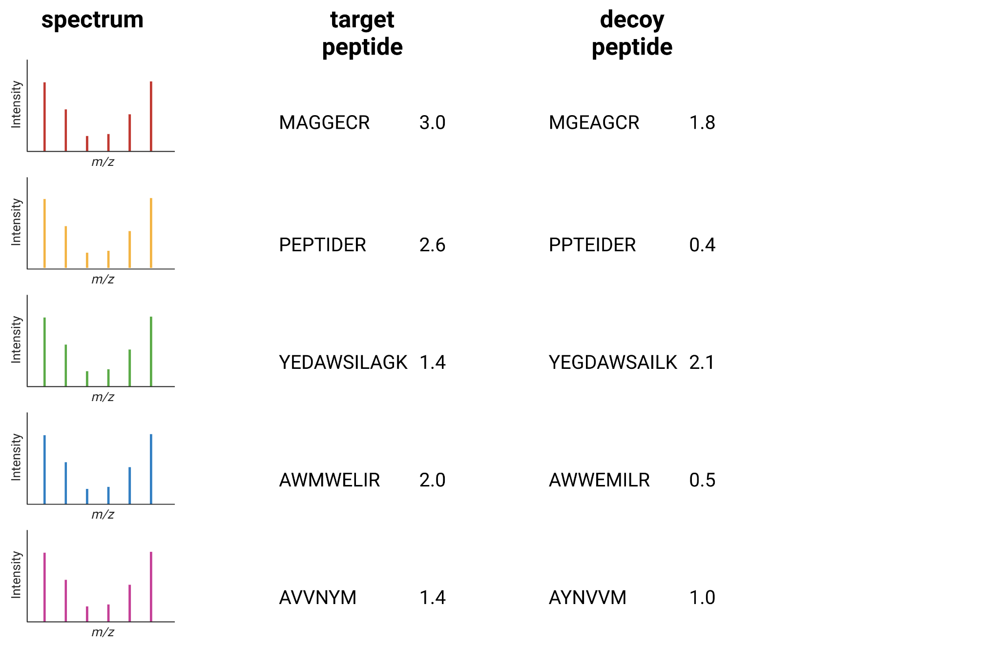 spectrum
target
peptide
decoy
peptide
Intensity
m/z
MAGGECR 3.0 MGEAGCR 1.8
Intensity
m/z
PEPTIDER 2.6 PPTEIDER 0.4
Intensity
m/z
YEDAWSILAGK 1.4 YEGDAWSAILK 2.1
Intensity
m/z
AWMWELIR 2.0 AWWEMILR 0.5
Intensity
m/z
AVVNYM 1.4 AYNVVM 1.0